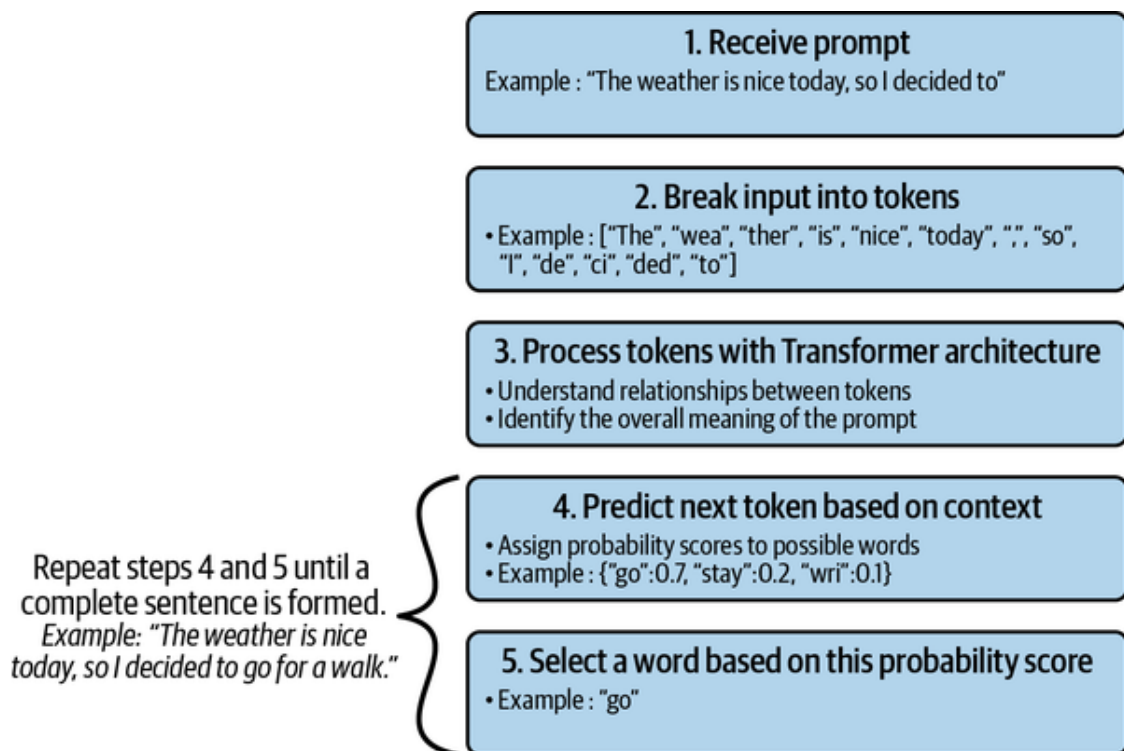 1. Receive prompt
Example : “The weather is nice today, so I decided to”
2. Break input into tokens
• Example : [“The”, “wea”, “ther”, “is”, “nice”, “today”, “,”, “so”,
“I”, “de”, “ci”, “ded”, “to”]
3. Process tokens with Transformer architecture
• Understand relationships between tokens
• Identify the overall meaning of the prompt
4. Predict next token based on context
• Assign probability scores to possible words
• Example : {“go”:0.7, “stay”:0.2, “wri”:0.1}
Repeat steps 4 and 5 until a
complete sentence is formed.
Example: “The weather is nice
today, so I decided to go for a walk.”
5. Select a word based on this probability score
• Example : “go”